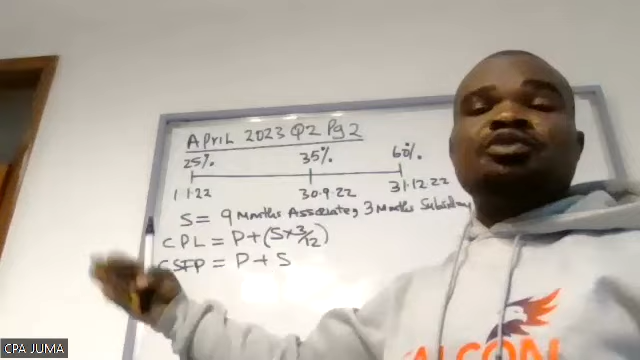 APRIL 2023 Q2 Pg 2
25% 35% 60%
1.1.22 30.9.22 31.12.22
S = 9 Months Associate, 3 Months Subsidiary
CPL = P+(S×3/12)
CSFP = P+S
FALCON
CPA JUMA